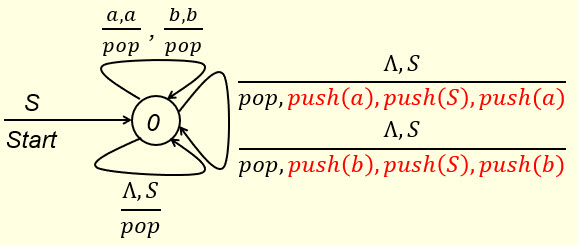 a,a/pop , b,b/pop
Λ, S
pop, push(a), push(S), push(a)
S
Start
0
Λ, S
pop, push(b), push(S), push(b)
Λ, S
pop